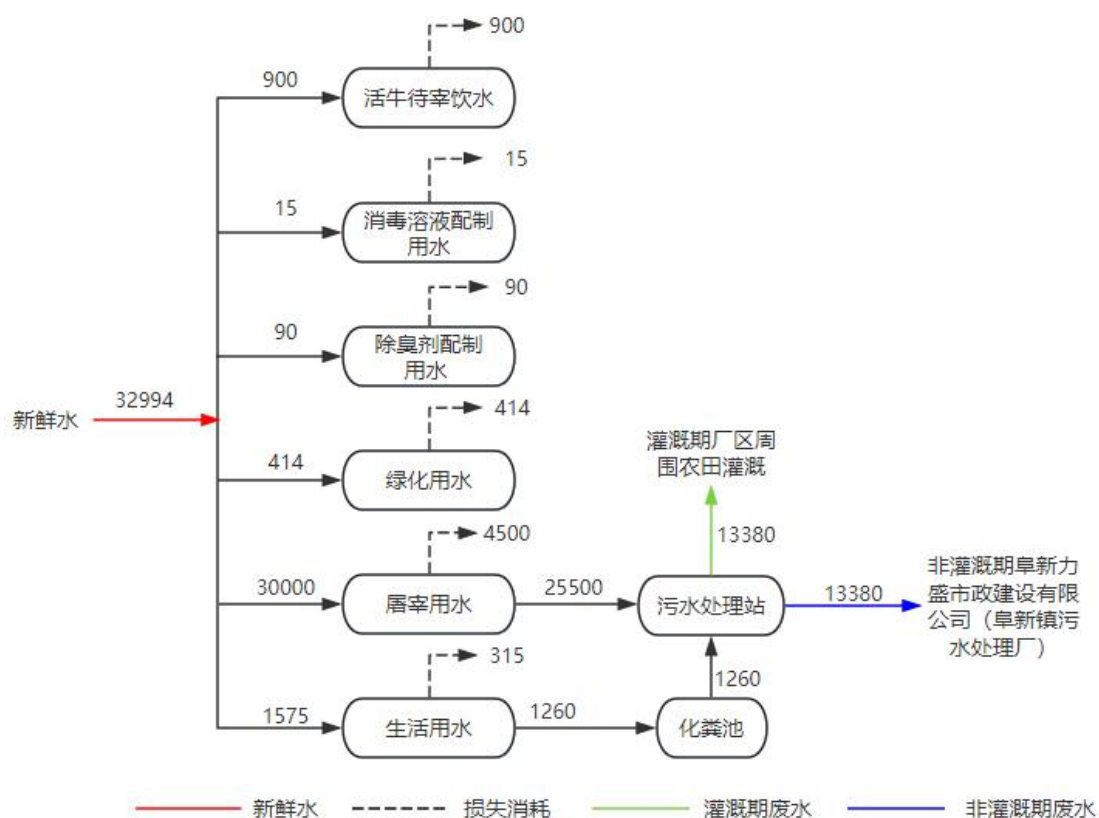 900
900
活牛待宰饮水
15
15
消毒溶液配制
用水
90
90
除臭剂配制
用水
新鲜水
32994
414
414
绿化用水
灌溉期厂区周
围农田灌溉
13380
4500
30000
屠宰用水
25500
污水处理站
13380
非灌溉期阜新力
盛市政建设有限
公司（阜新镇污
水处理厂）
315
1575
生活用水
1260
化粪池
1260
新鲜水
损失消耗
灌溉期废水
非灌溉期废水